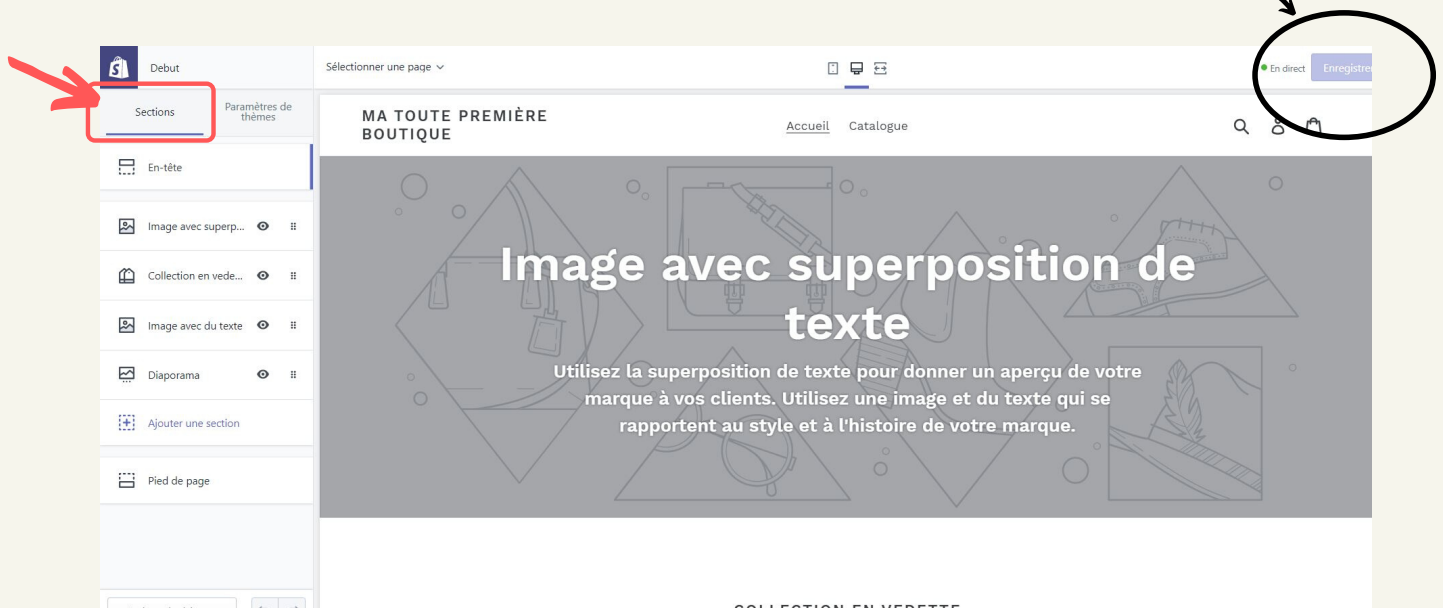 Debut
Sélectionner une page
En direct
Enregistrer
Sections
Paramètres de
thèmes
MA TOUTE PREMIÈRE
BOUTIQUE
Accueil
Catalogue
En-tête
Image avec superp...
Collection en vede...
Image avec du texte
Diaporama
Ajouter une section
Pied de page
Image avec superposition de
texte
Utilisez la superposition de texte pour donner un aperçu de votre
marque à vos clients. Utilisez une image et du texte qui se
rapportent au style et à l'histoire de votre marque.
COLLECTION EN VEDETTE